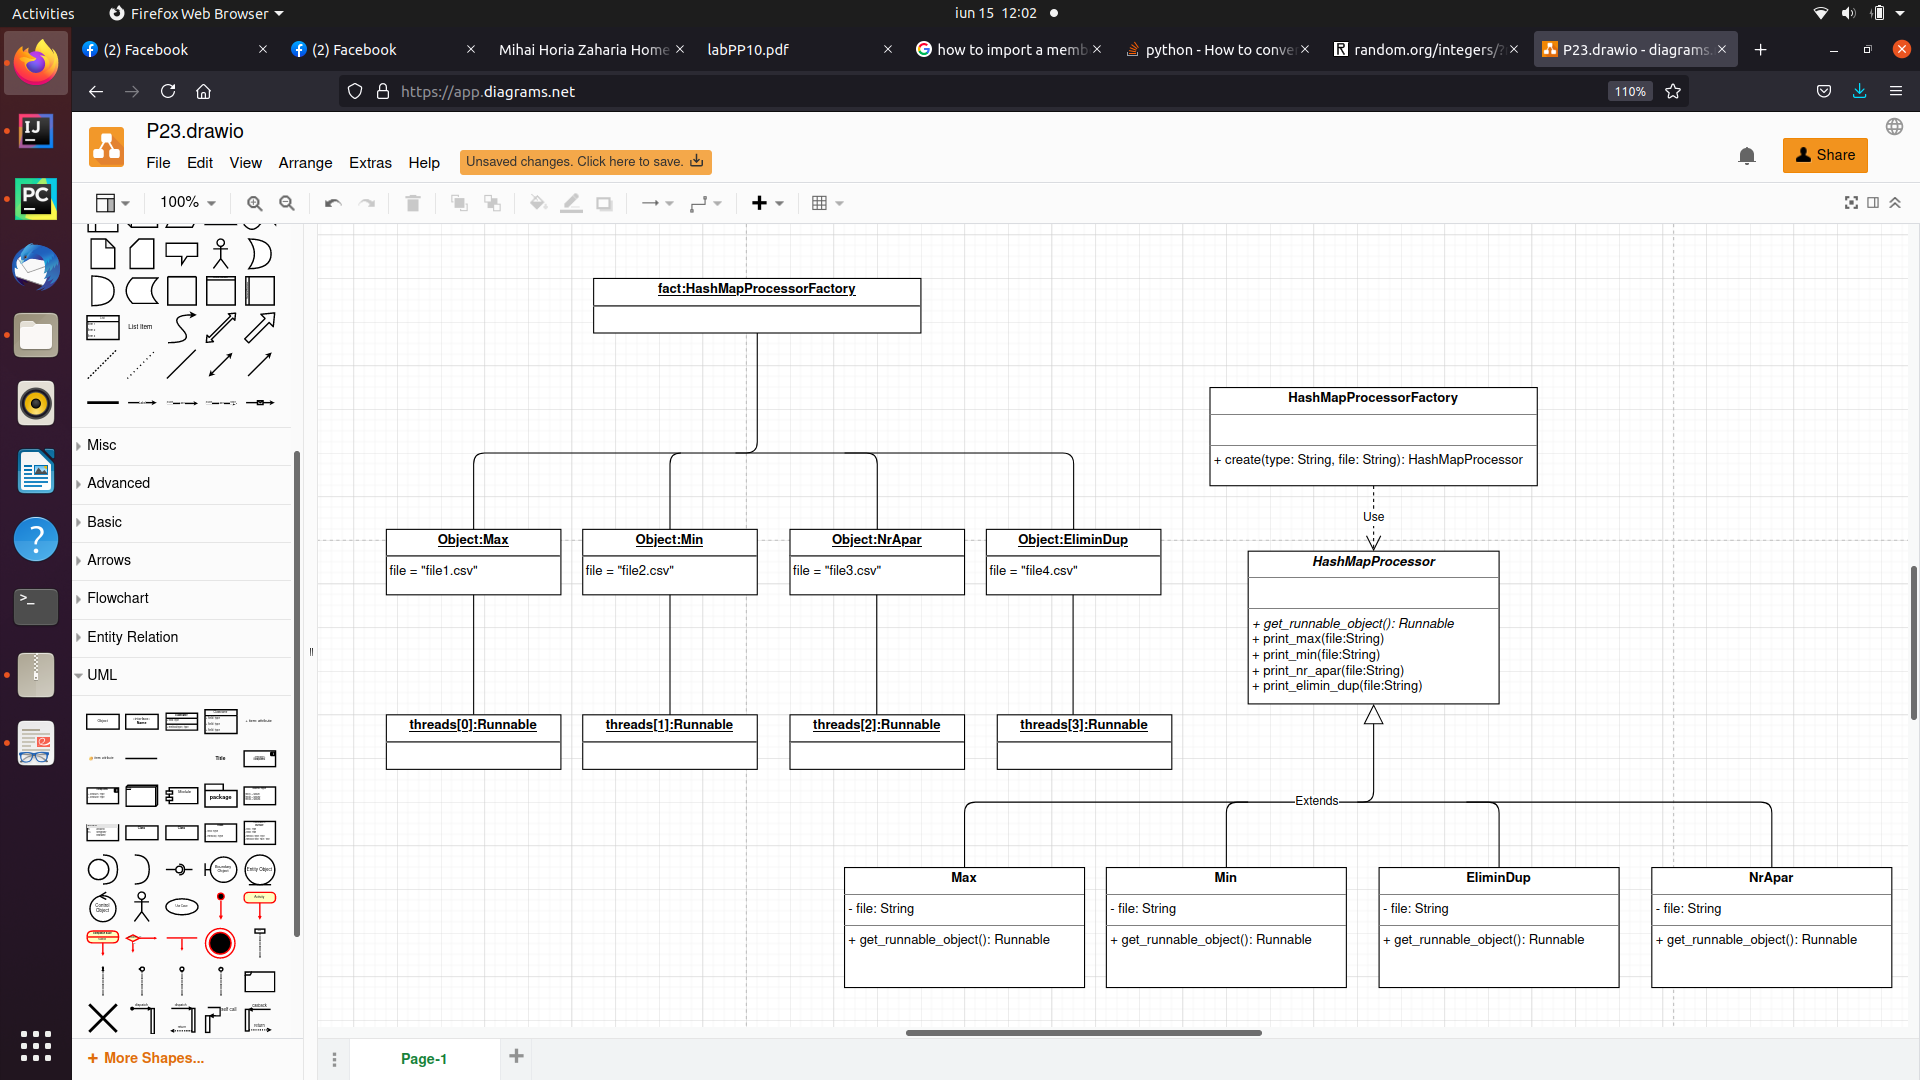 Activities
Firefox Web Browser
iun 15 12:02
(2) Facebook
(2) Facebook
Mihai Horia Zaharia Home
labPP10.pdf
how to import a memb
python - How to conve
random.org/integers/?
P23.drawio - diagrams.
https://app.diagrams.net
110%
P23.drawio
File
Edit
View
Arrange
Extras
Help
Unsaved changes. Click here to save.
Share
100%
List Item
Misc
Advanced
Basic
Arrows
Flowchart
Entity Relation
UML
More Shapes...
fact:HashMapProcessorFactory
Object:Max
file = "file1.csv"
Object:Min
file = "file2.csv"
Object:NrApar
file = "file3.csv"
Object:EliminDup
file = "file4.csv"
threads[0]:Runnable
threads[1]:Runnable
threads[2]:Runnable
threads[3]:Runnable
HashMapProcessorFactory
+ create(type: String, file: String): HashMapProcessor
Use
HashMapProcessor
+ get_runnable_object(): Runnable
+ print_max(file:String)
+ print_min(file:String)
+ print_nr_apar(file:String)
+ print_elimin_dup(file:String)
Extends
Max
- file: String
+ get_runnable_object(): Runnable
Min
- file: String
+ get_runnable_object(): Runnable
EliminDup
- file: String
+ get_runnable_object(): Runnable
NrApar
- file: String
+ get_runnable_object(): Runnable
Page-1